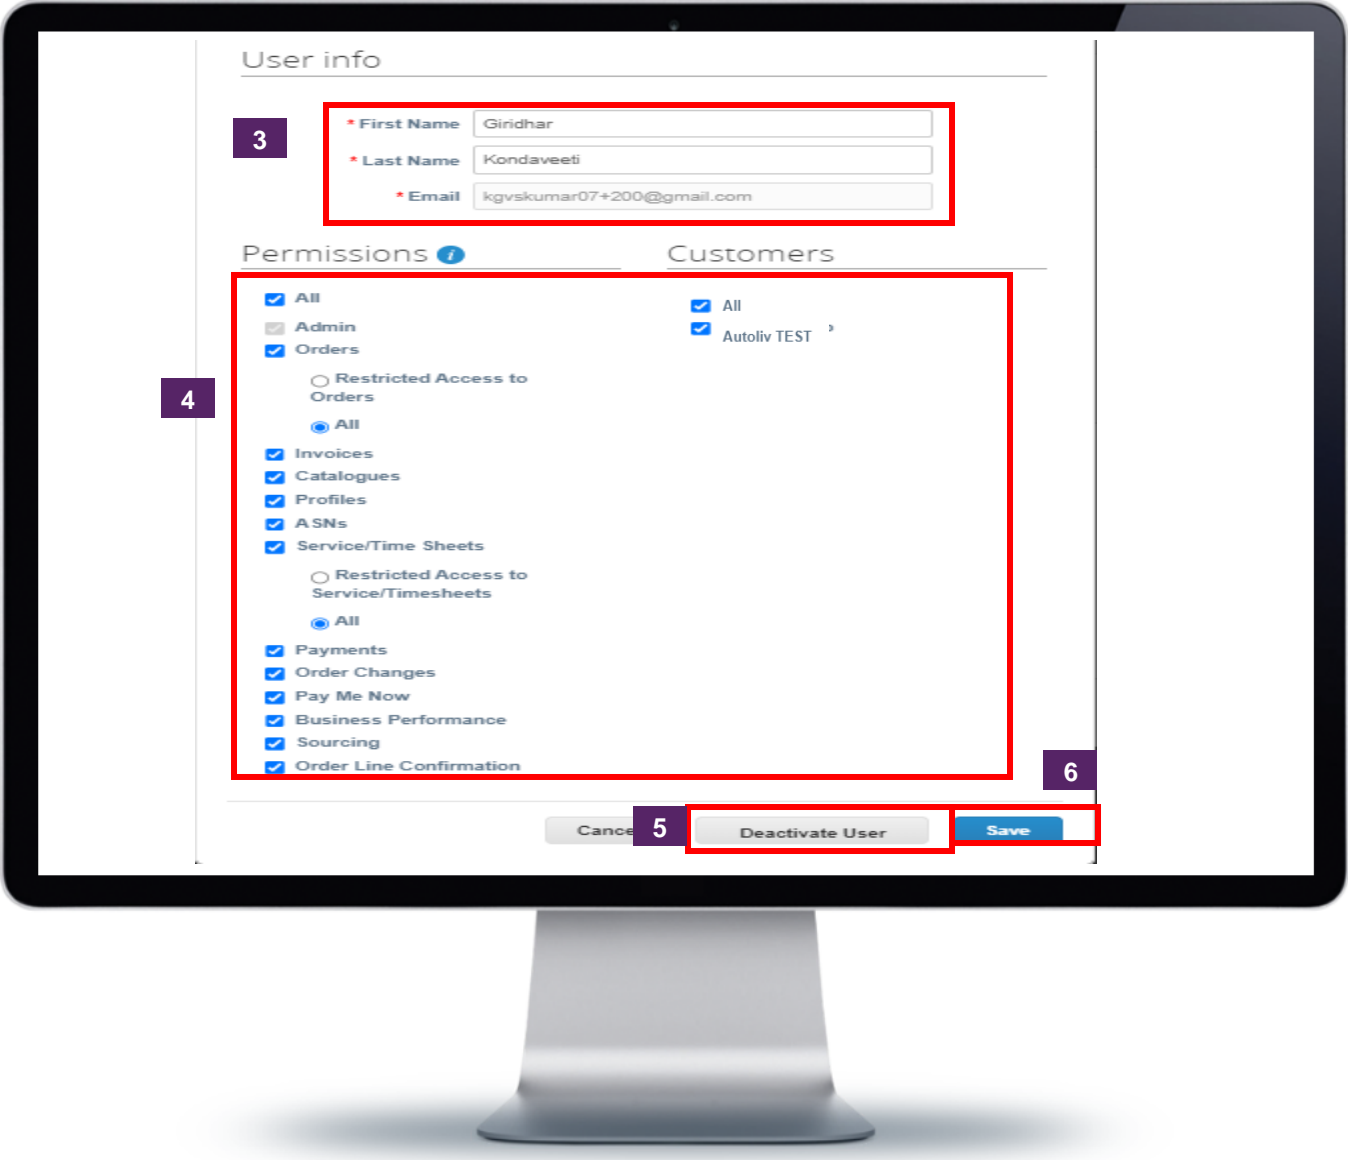 User info
3
* First Name Giridhar
* Last Name Kondaveeti
* Email kgvskumar07+200@gmail.com
Permissions i
Customers
All
Admin
Orders
Restricted Access to
Orders
All
Invoices
Catalogues
Profiles
ASNs
Service/Time Sheets
Restricted Access to
Service/Timesheets
All
Payments
Order Changes
Pay Me Now
Business Performance
Sourcing
Order Line Confirmation
All
Autoliv TEST
4
6
Cance
5
Deactivate User
Save